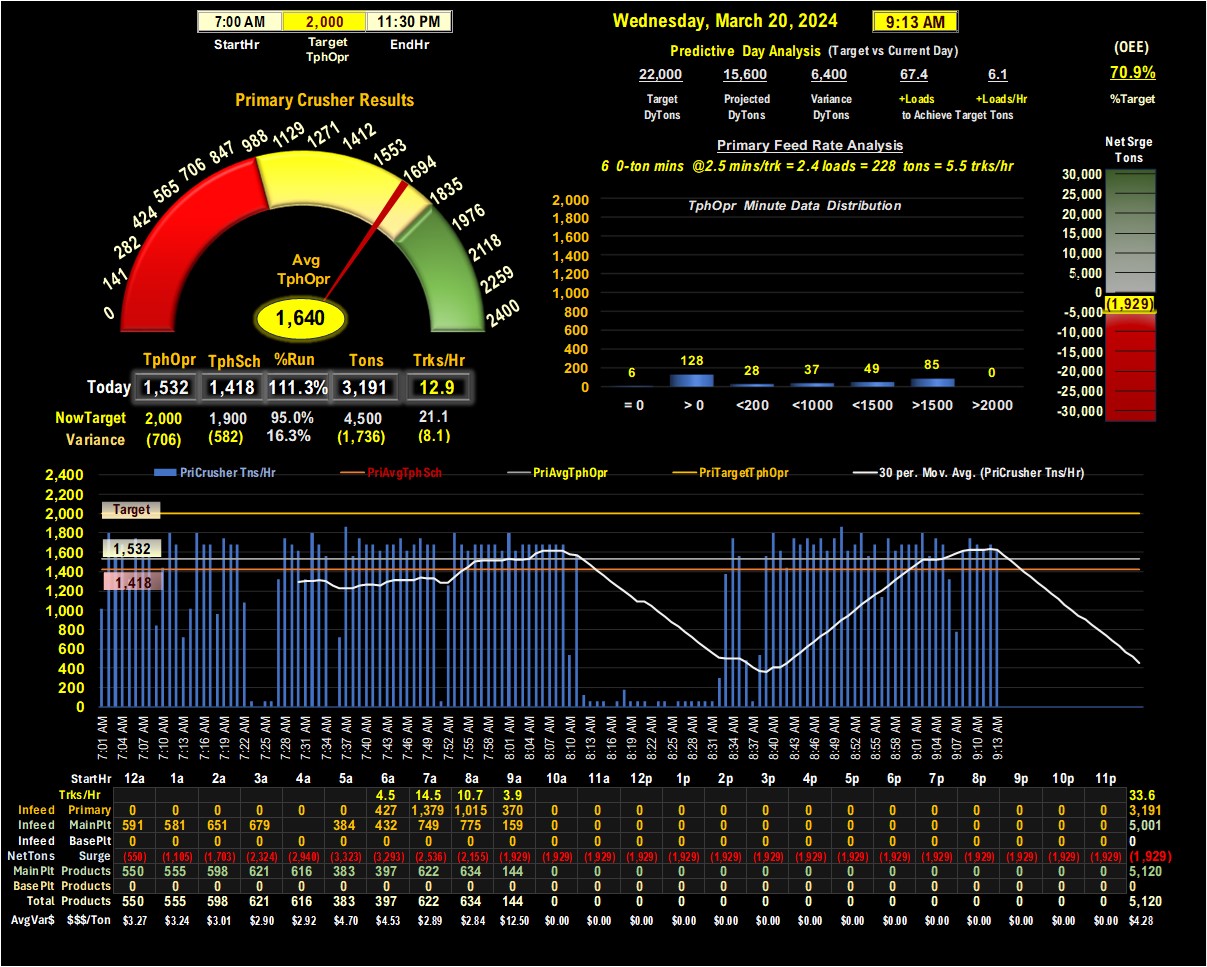 7:00 AM 2,000 11:30 PM
StartHr Target TphOpr EndHr
Wednesday, March 20, 2024 9:13 AM
Predictive Day Analysis (Target vs Current Day)
22,000 15,600 6,400 67.4 6.1
Target Projected Variance +Loads +Loads/Hr
DyTons DyTons DyTons to Achieve Target Tons
(OEE)
70.9%
%Target
Primary Crusher Results
0 141 282 424 565 706 847 988 1129 1271 1412 1553 1694 1835 1976 2118 2259 2400
Avg
TphOpr
1,640
Primary Feed Rate Analysis
6 0-ton mins @2.5 mins/trk = 2.4 loads = 228 tons = 5.5 trks/hr
TphOpr Minute Data Distribution
2,000
1,800
1,600
1,400
1,200
1,000
800
600
400
200
0
6 128 28 37 49 85 0
= 0 > 0 <200 <1000 <1500 >1500 >2000
Net Srge
Tons
30,000
25,000
20,000
15,000
10,000
5,000
0
(1,929)
-5,000
-10,000
-15,000
-20,000
-25,000
-30,000
TphOpr TphSch %Run Tons Trks/Hr
Today 1,532 1,418 111.3% 3,191 12.9
NowTarget 2,000 1,900 95.0% 4,500 21.1
Variance (706) (582) 16.3% (1,736) (8.1)
PriCrusher Tns/Hr PriAvgTphSch PriAvgTphOpr PriTargetTphOpr 30 per. Mov. Avg. (PriCrusher Tns/Hr)
2,400
2,200
2,000
1,800
1,600
1,400
1,200
1,000
800
600
400
200
0
Target
1,532
1,418
7:01 AM 7:04 AM 7:07 AM 7:10 AM 7:13 AM 7:16 AM 7:19 AM 7:22 AM 7:25 AM 7:28 AM 7:31 AM 7:34 AM 7:37 AM 7:40 AM 7:43 AM 7:46 AM 7:49 AM 7:52 AM 7:55 AM 7:58 AM 8:01 AM 8:04 AM 8:07 AM 8:10 AM 8:13 AM 8:16 AM 8:19 AM 8:22 AM 8:25 AM 8:28 AM 8:31 AM 8:34 AM 8:37 AM 8:40 AM 8:43 AM 8:46 AM 8:49 AM 8:52 AM 8:55 AM 8:58 AM 9:01 AM 9:04 AM 9:07 AM 9:10 AM 9:13 AM
StartHr 12a 1a 2a 3a 4a 5a 6a 7a 8a 9a 10a 11a 12p 1p 2p 3p 4p 5p 6p 7p 8p 9p 10p 11p
Trks/Hr 4.5 14.5 10.7 3.9 33.6
Infeed Primary 0 0 0 0 0 0 427 1,379 1,015 370 0 0 0 0 0 0 0 0 0 0 0 0 0 0 3,191
Infeed MainPlt 591 581 651 679 384 432 749 775 159 0 0 0 0 0 0 0 0 0 0 0 0 0 0 5,001
Infeed BasePlt 0 0 0 0 0 0 0 0 0 0 0 0 0 0 0 0 0 0 0 0 0 0 0 0 0
NetTons Surge (550) (1,105) (1,703) (2,324) (2,940) (3,323) (3,293) (2,536) (2,155) (1,929) (1,929) (1,929) (1,929) (1,929) (1,929) (1,929) (1,929) (1,929) (1,929) (1,929) (1,929) (1,929) (1,929) (1,929) (1,929)
MainPlt Products 550 555 598 621 616 383 397 622 634 144 0 0 0 0 0 0 0 0 0 0 0 0 0 0 5,120
BasePlt Products 0 0 0 0 0 0 0 0 0 0 0 0 0 0 0 0 0 0 0 0 0 0 0 0 0
Total Products 550 555 598 621 616 383 397 622 634 144 0 0 0 0 0 0 0 0 0 0 0 0 0 0 5,120
AvgVar$ $$$/Ton $3.27 $3.24 $3.01 $2.90 $2.92 $4.70 $4.53 $2.89 $2.84 $12.50 $0.00 $0.00 $0.00 $0.00 $0.00 $0.00 $0.00 $0.00 $0.00 $0.00 $0.00 $0.00 $0.00 $0.00 $4.28